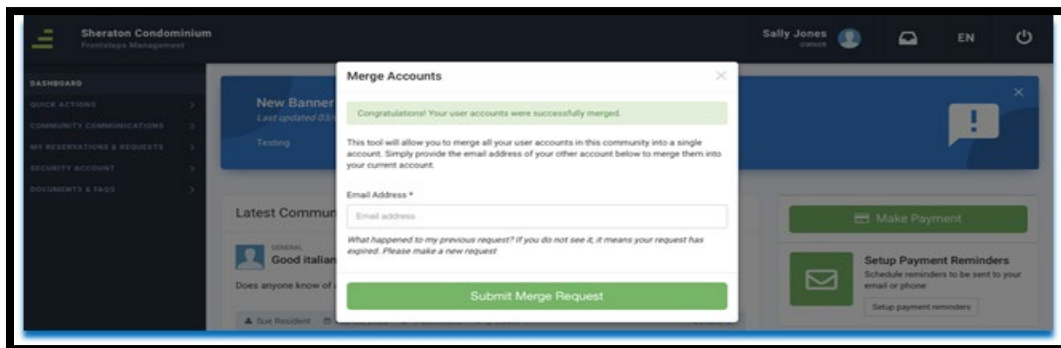 Sheraton Condominium
Frontsteps Management
Sally Jones
OWNER
EN
DASHBOARD
QUICK ACTIONS
COMMUNITY COMMUNICATIONS
MY RESERVATIONS & REQUESTS
SECURITY ACCOUNT
DOCUMENTS & FAQS
New Banner
Last updated 03/
Testing
Merge Accounts
Congratulations! Your user accounts were successfully merged.
This tool will allow you to merge all your user accounts in this community into a single
account. Simply provide the email address of your other account below to merge them into
your current account.
Email Address *
Email address
What happened to my previous request? If you do not see it, it means your request has
expired. Please make a new request
Submit Merge Request
Latest Commun
GENERAL
Good italian
Does anyone know of
Sue Resident
Make Payment
Setup Payment Reminders
Schedule reminders to be sent to your
email or phone
Setup payment reminders